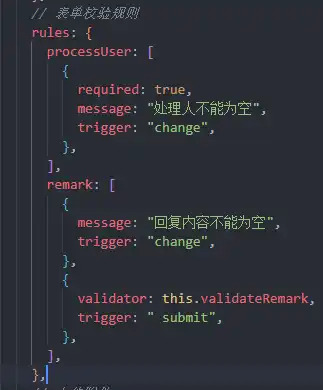 // 表单校验规则
rules: {
processUser: [
{
required: true,
message: "处理人不能为空",
trigger: "change",
},
],
remark: [
{
message: "回复内容不能为空",
trigger: "change",
},
{
validator: this.validateRemark,
trigger: " submit",
},
],
},